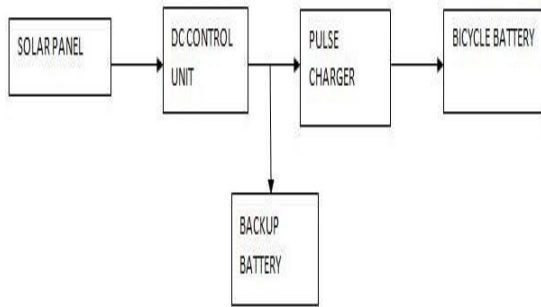 SOLAR PANEL
DC CONTROL
UNIT
PULSE
CHARGER
BICYCLE BATTERY
BACKUP
BATTERY